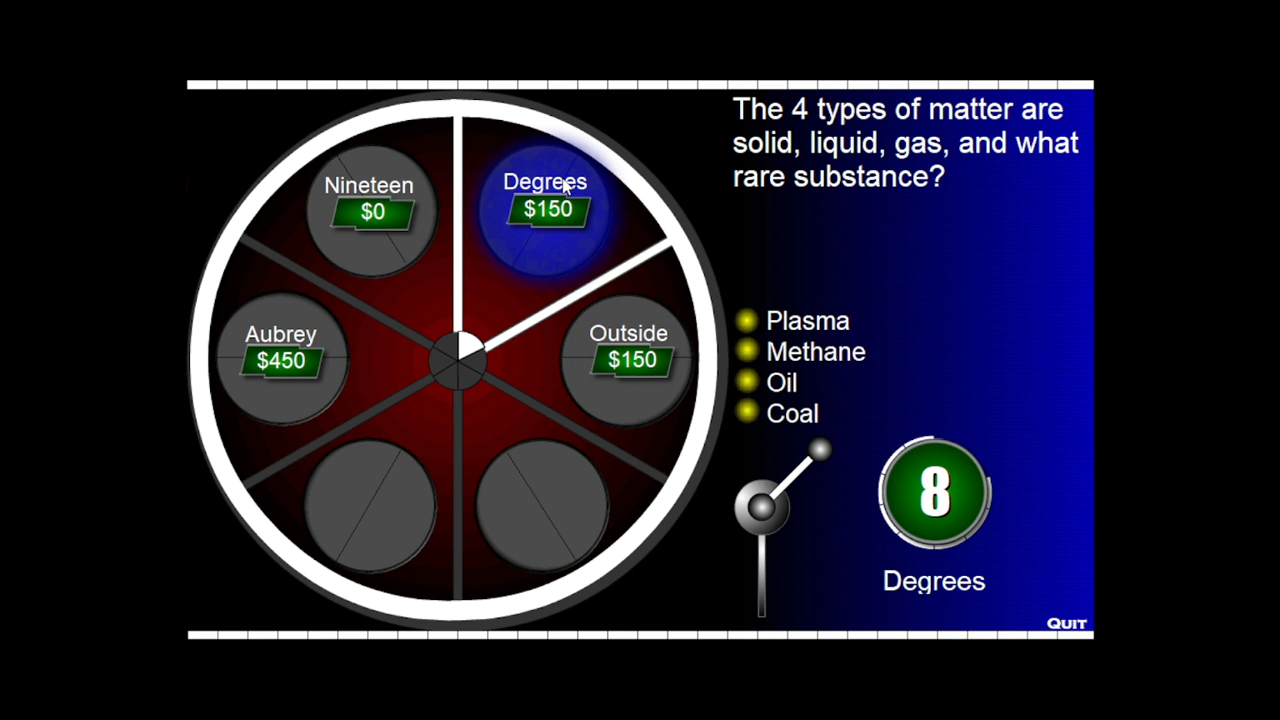 The 4 types of matter are
solid, liquid, gas, and what
rare substance?
Nineteen
$0
Degrees
$150
Aubrey
$450
Outside
$150
Plasma
Methane
Oil
Coal
8
Degrees
QUIT